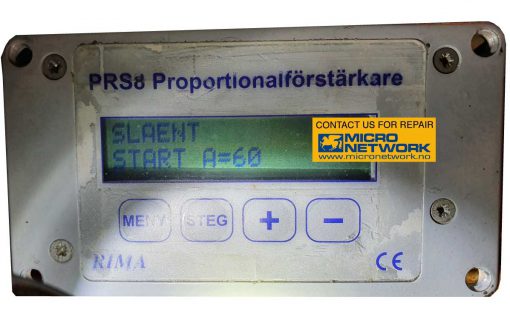 PRS8 Proportionalförstärkare
CONTACT US FOR REPAIR
MICRO
NETWORK
www.micronetwork.no
SLAENT
START A=60
MENY STEG + −
RIMA CE